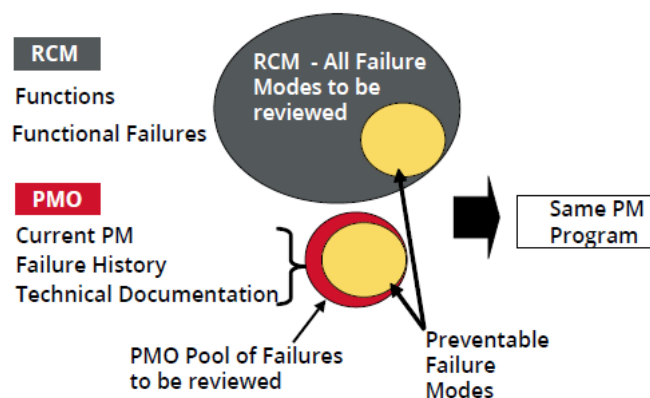 RCM
Functions
Functional Failures
RCM - All Failure
Modes to be
reviewed
PMO
Current PM
Failure History
Technical Documentation
Same PM
Program
PMO Pool of Failures
to be reviewed
Preventable
Failure
Modes